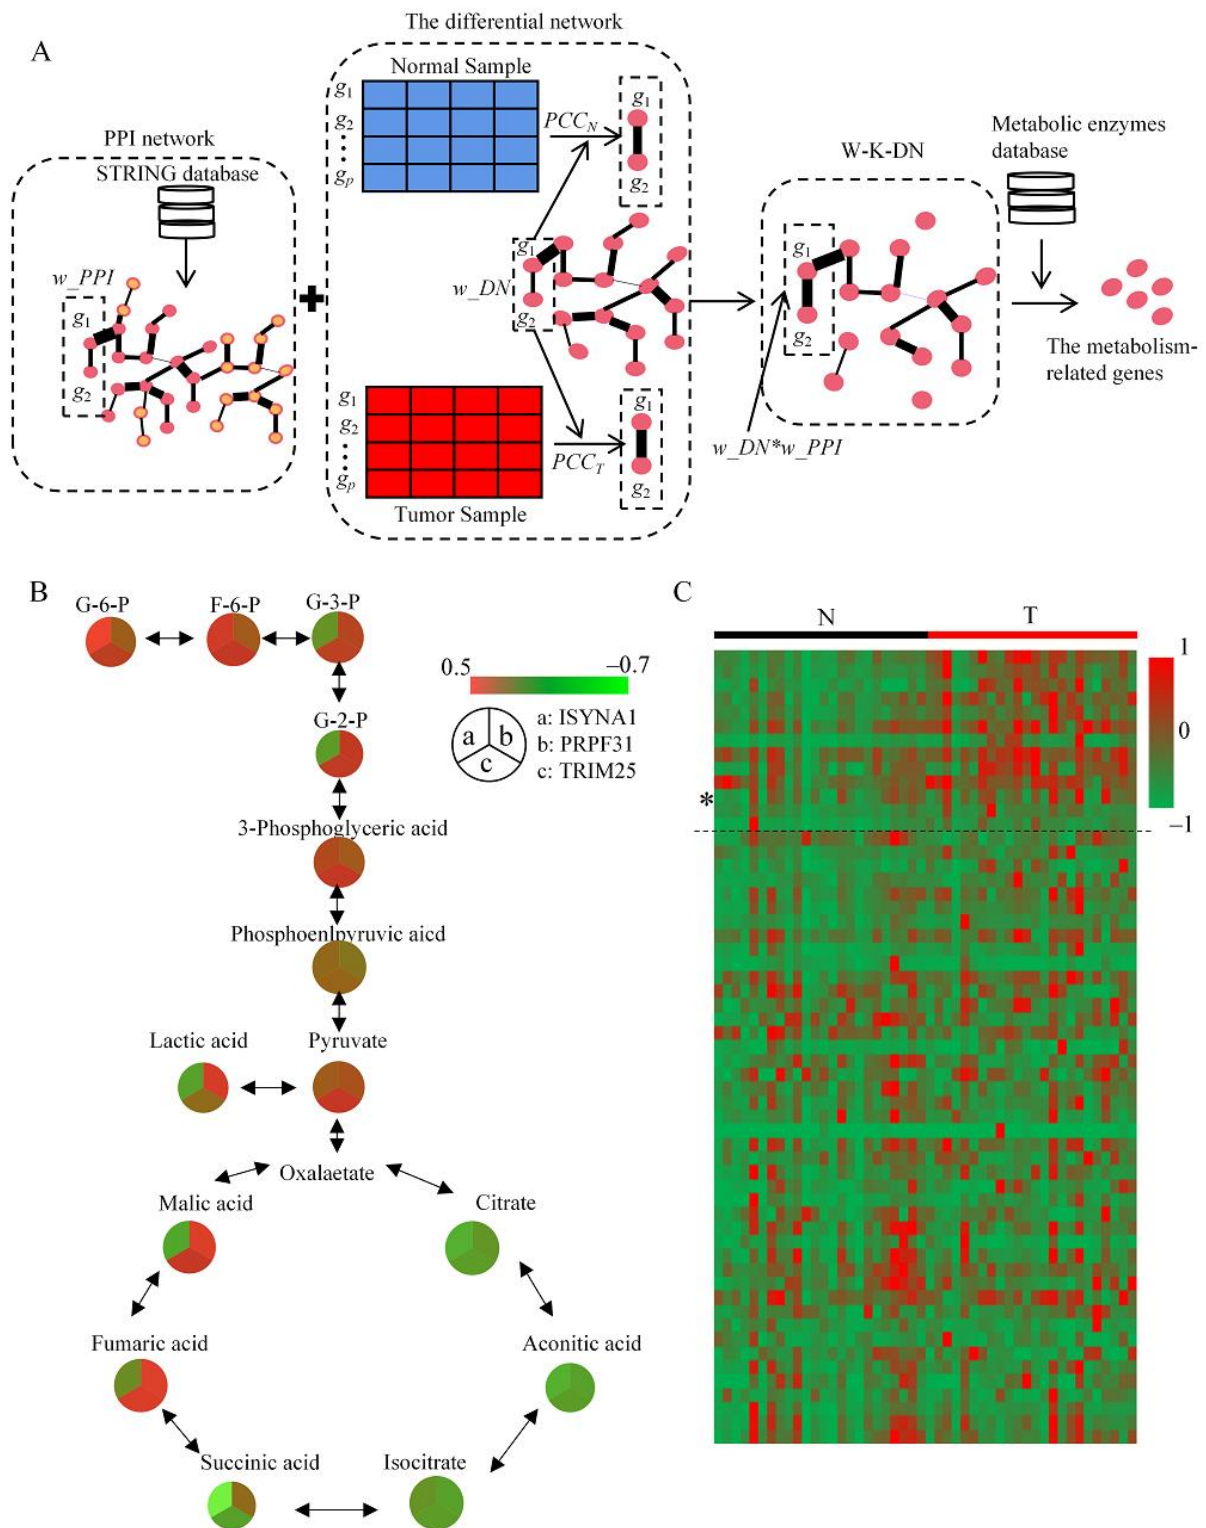 A
The differential network
Normal Sample
g1
g2
gp
PCCN
g1
g2
PPI network
STRING database
w_PPI
g1
g2
w_DN
g1
g2
g1
g2
gp
Tumor Sample
PCCT
g1
g2
W-K-DN
g1
g2
w_DN*w_PPI
Metabolic enzymes
database
The metabolism-
related genes
B
G-6-P
F-6-P
G-3-P
0.5
−0.7
G-2-P
a
b
c
a: ISYNA1
b: PRPF31
c: TRIM25
3-Phosphoglyceric acid
Phosphoenlpyruvic aicd
Lactic acid
Pyruvate
Oxalaetate
Malic acid
Citrate
Fumaric acid
Aconitic acid
Succinic acid
Isocitrate
C
N
T
1
0
−1
*